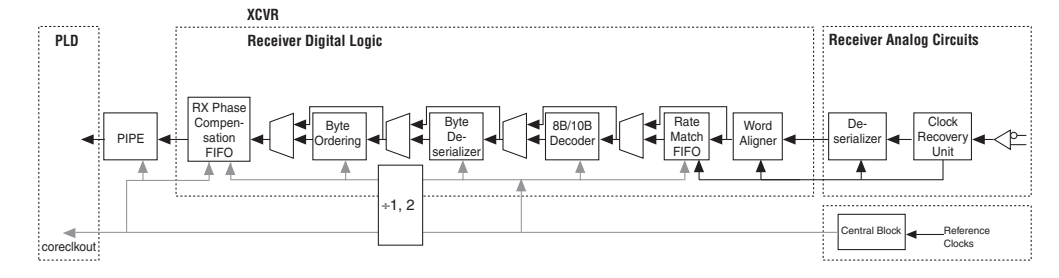 XCVR
PLD
Receiver Digital Logic
Receiver Analog Circuits
PIPE
RX Phase
Compen-
sation
FIFO
Byte
Ordering
Byte
De-
serializer
8B/10B
Decoder
Rate
Match
FIFO
Word
Aligner
De-
serializer
Clock
Recovery
Unit
÷1, 2
coreclkout
Central Block
Reference
Clocks